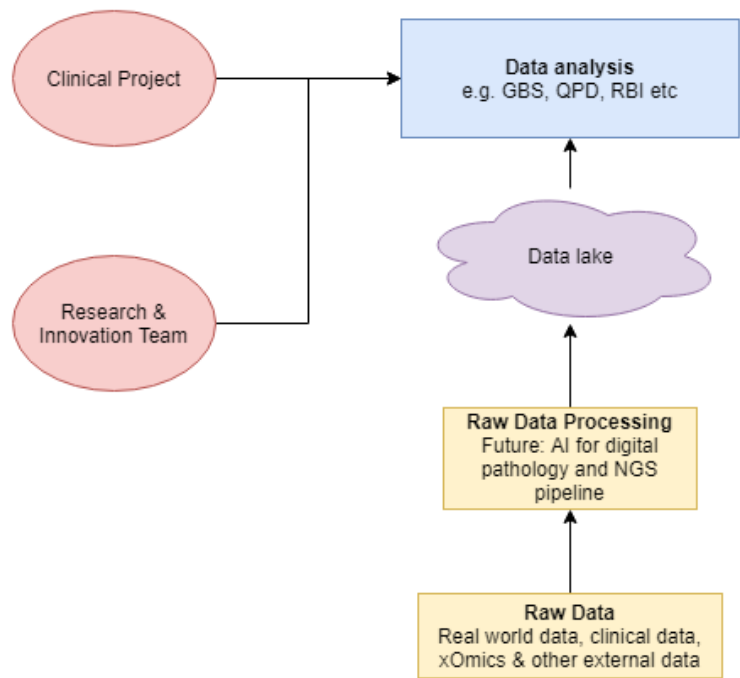 Clinical Project
Data analysis
e.g. GBS, QPD, RBI etc
Data lake
Research &
Innovation Team
Raw Data Processing
Future: AI for digital
pathology and NGS
pipeline
Raw Data
Real world data, clinical data,
xOmics & other external data